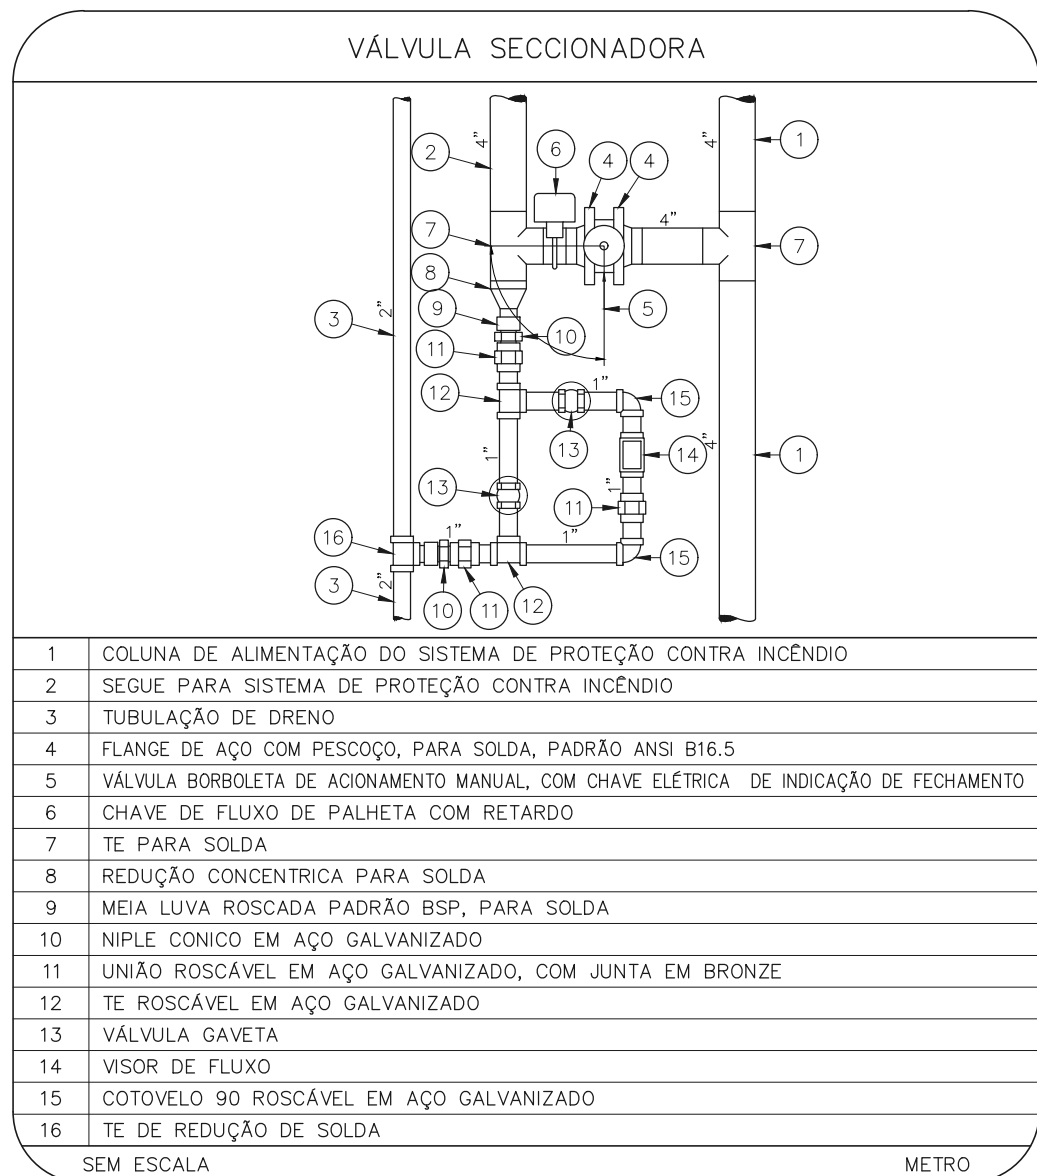 VÁLVULA SECCIONADORA
4"
4"
1
2
6
4
4
4"
7
7
8
2"
3
9
5
10
11
1"
12
15
13
4"
14
1
1"
1"
13
11
16
1"
1"
15
2"
3
10
11
12
1 COLUNA DE ALIMENTAÇÃO DO SISTEMA DE PROTEÇÃO CONTRA INCÊNDIO
2 SEGUE PARA SISTEMA DE PROTEÇÃO CONTRA INCÊNDIO
3 TUBULAÇÃO DE DRENO
4 FLANGE DE AÇO COM PESCOÇO, PARA SOLDA, PADRÃO ANSI B16.5
5 VÁLVULA BORBOLETA DE ACIONAMENTO MANUAL, COM CHAVE ELÉTRICA DE INDICAÇÃO DE FECHAMENTO
6 CHAVE DE FLUXO DE PALHETA COM RETARDO
7 TE PARA SOLDA
8 REDUÇÃO CONCENTRICA PARA SOLDA
9 MEIA LUVA ROSCADA PADRÃO BSP, PARA SOLDA
10 NIPLE CONICO EM AÇO GALVANIZADO
11 UNIÃO ROSCÁVEL EM AÇO GALVANIZADO, COM JUNTA EM BRONZE
12 TE ROSCÁVEL EM AÇO GALVANIZADO
13 VÁLVULA GAVETA
14 VISOR DE FLUXO
15 COTOVELO 90 ROSCÁVEL EM AÇO GALVANIZADO
16 TE DE REDUÇÃO DE SOLDA
SEM ESCALA METRO